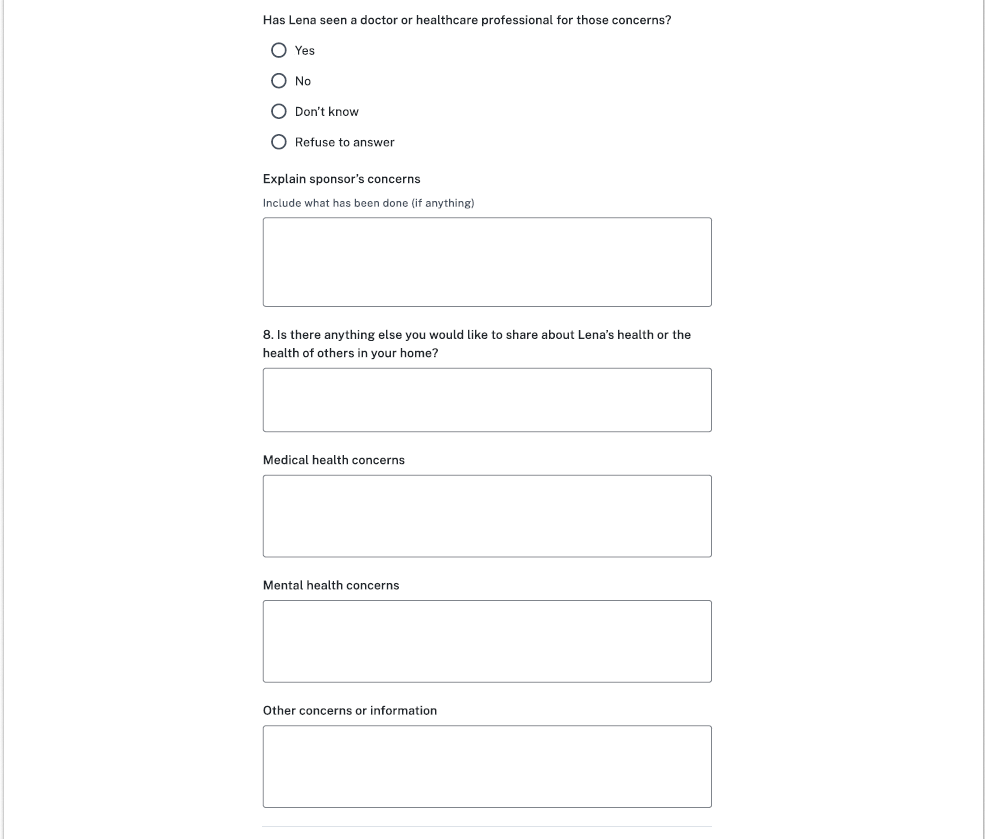 Has Lena seen a doctor or healthcare professional for those concerns?
Yes
No
Don't know
Refuse to answer
Explain sponsor's concerns
Include what has been done (if anything)
8. Is there anything else you would like to share about Lena's health or the
health of others in your home?
Medical health concerns
Mental health concerns
Other concerns or information